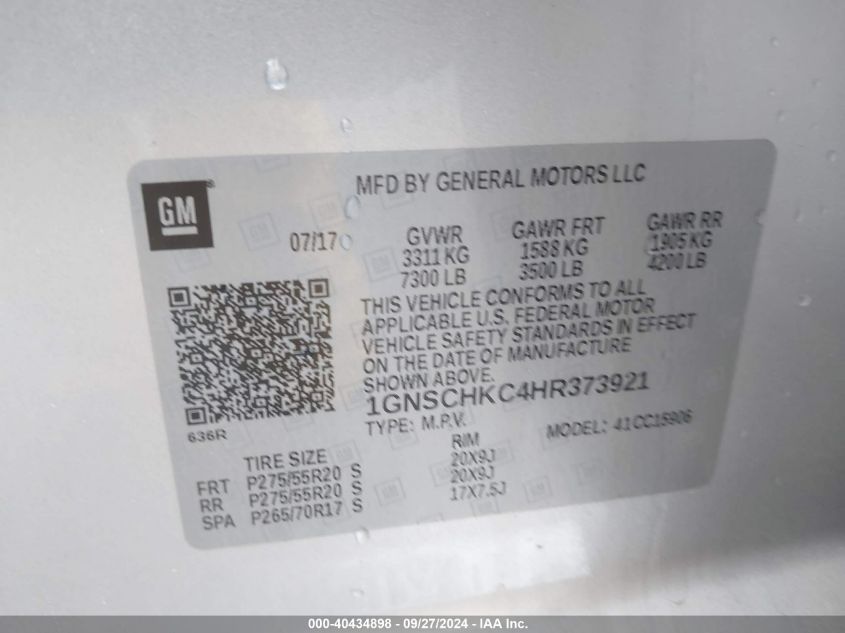 GM
MFD BY GENERAL MOTORS LLC
07/17
GVWR GAWR FRT GAWR RR
3311 KG 1588 KG 1905 KG
7300 LB 3500 LB 4200 LB
THIS VEHICLE CONFORMS TO ALL
APPLICABLE U.S. FEDERAL MOTOR
VEHICLE SAFETY STANDARDS IN EFFECT
ON THE DATE OF MANUFACTURE
SHOWN ABOVE.
1GNSCHKC4HR373921
636R
TYPE: M.P.V. MODEL: 41CC15906
TIRE SIZE RIM
FRT P275/55R20 S 20X9J
RR P275/55R20 S 20X9J
SPA P265/70R17 S 17X7.5J
000-40434898 - 09/27/2024 - IAA Inc.